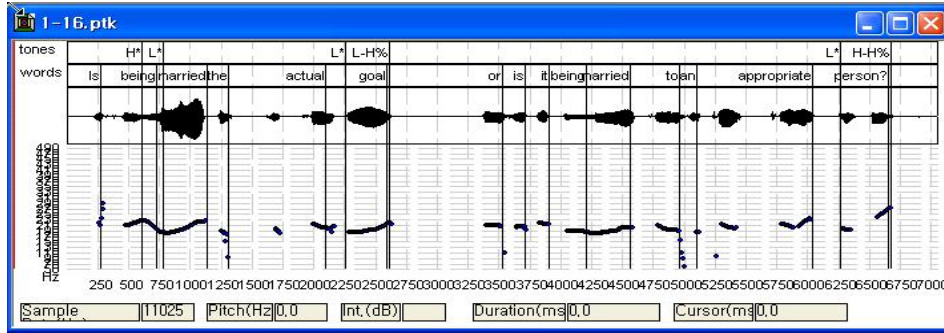 1-16.ptk
tones H* L* L* L-H% L* H-H%
words Is being married the actual goal or is it being married to an appropriate person?
Hz
250 500 750 1000 1250 1500 1750 2000 2250 2500 2750 3000 3250 3500 3750 4000 4250 4500 4750 5000 5250 5500 5750 6000 6250 6500 6750 7000
Sample 11025 Pitch(Hz) 0,0 Int,(dB) Duration(ms) 0,0 Cursor(ms) 0,0